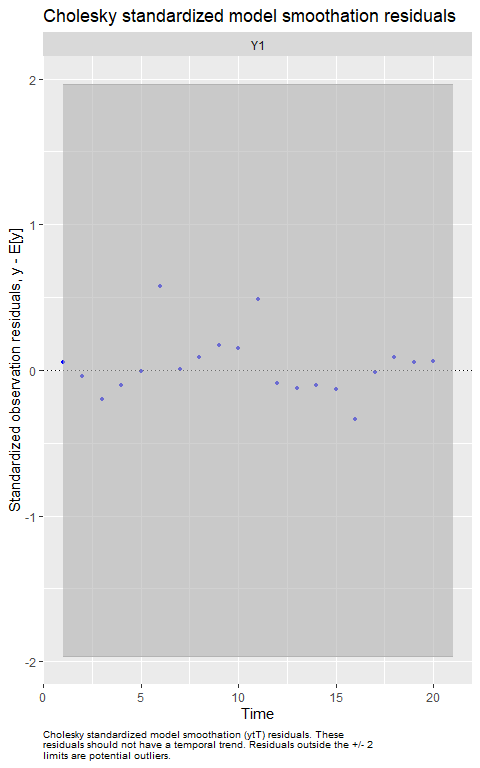 Cholesky standardized model smoothation residuals
Y1
Standardized observation residuals, y - E[y]
2
1
0
-1
-2
0
5
10
15
20
Time
Cholesky standardized model smoothation (ytT) residuals. These
residuals should not have a temporal trend. Residuals outside the +/- 2
limits are potential outliers.